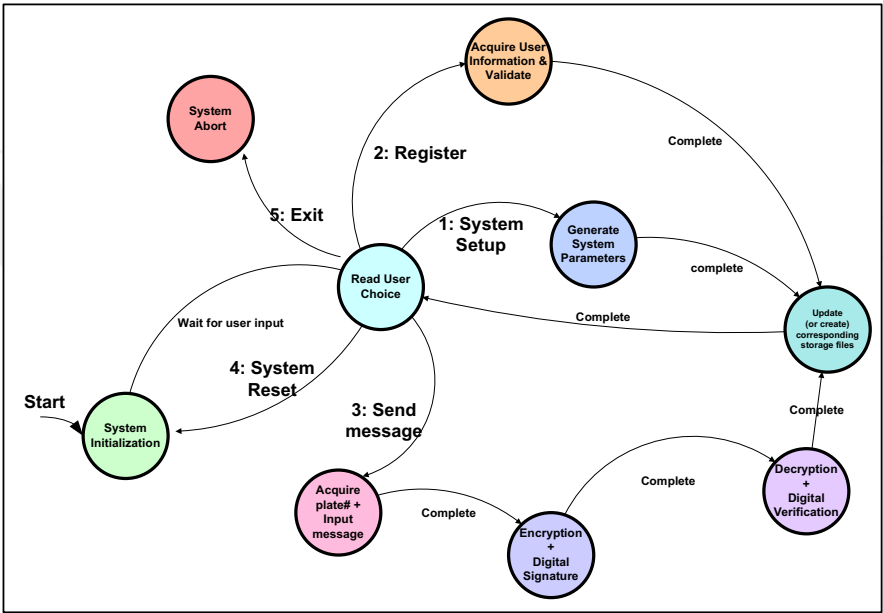 Acquire User
Information &
Validate
System
Abort
Complete
2: Register
5: Exit
1: System
Setup
Generate
System
Parameters
complete
Read User
Choice
Update
(or create)
corresponding
storage files
Complete
Wait for user input
4: System
Reset
Start
System
Initialization
3: Send
message
Complete
Decryption
+
Digital
Verification
Complete
Acquire
plate# +
Input
message
Complete
Encryption
+
Digital
Signature